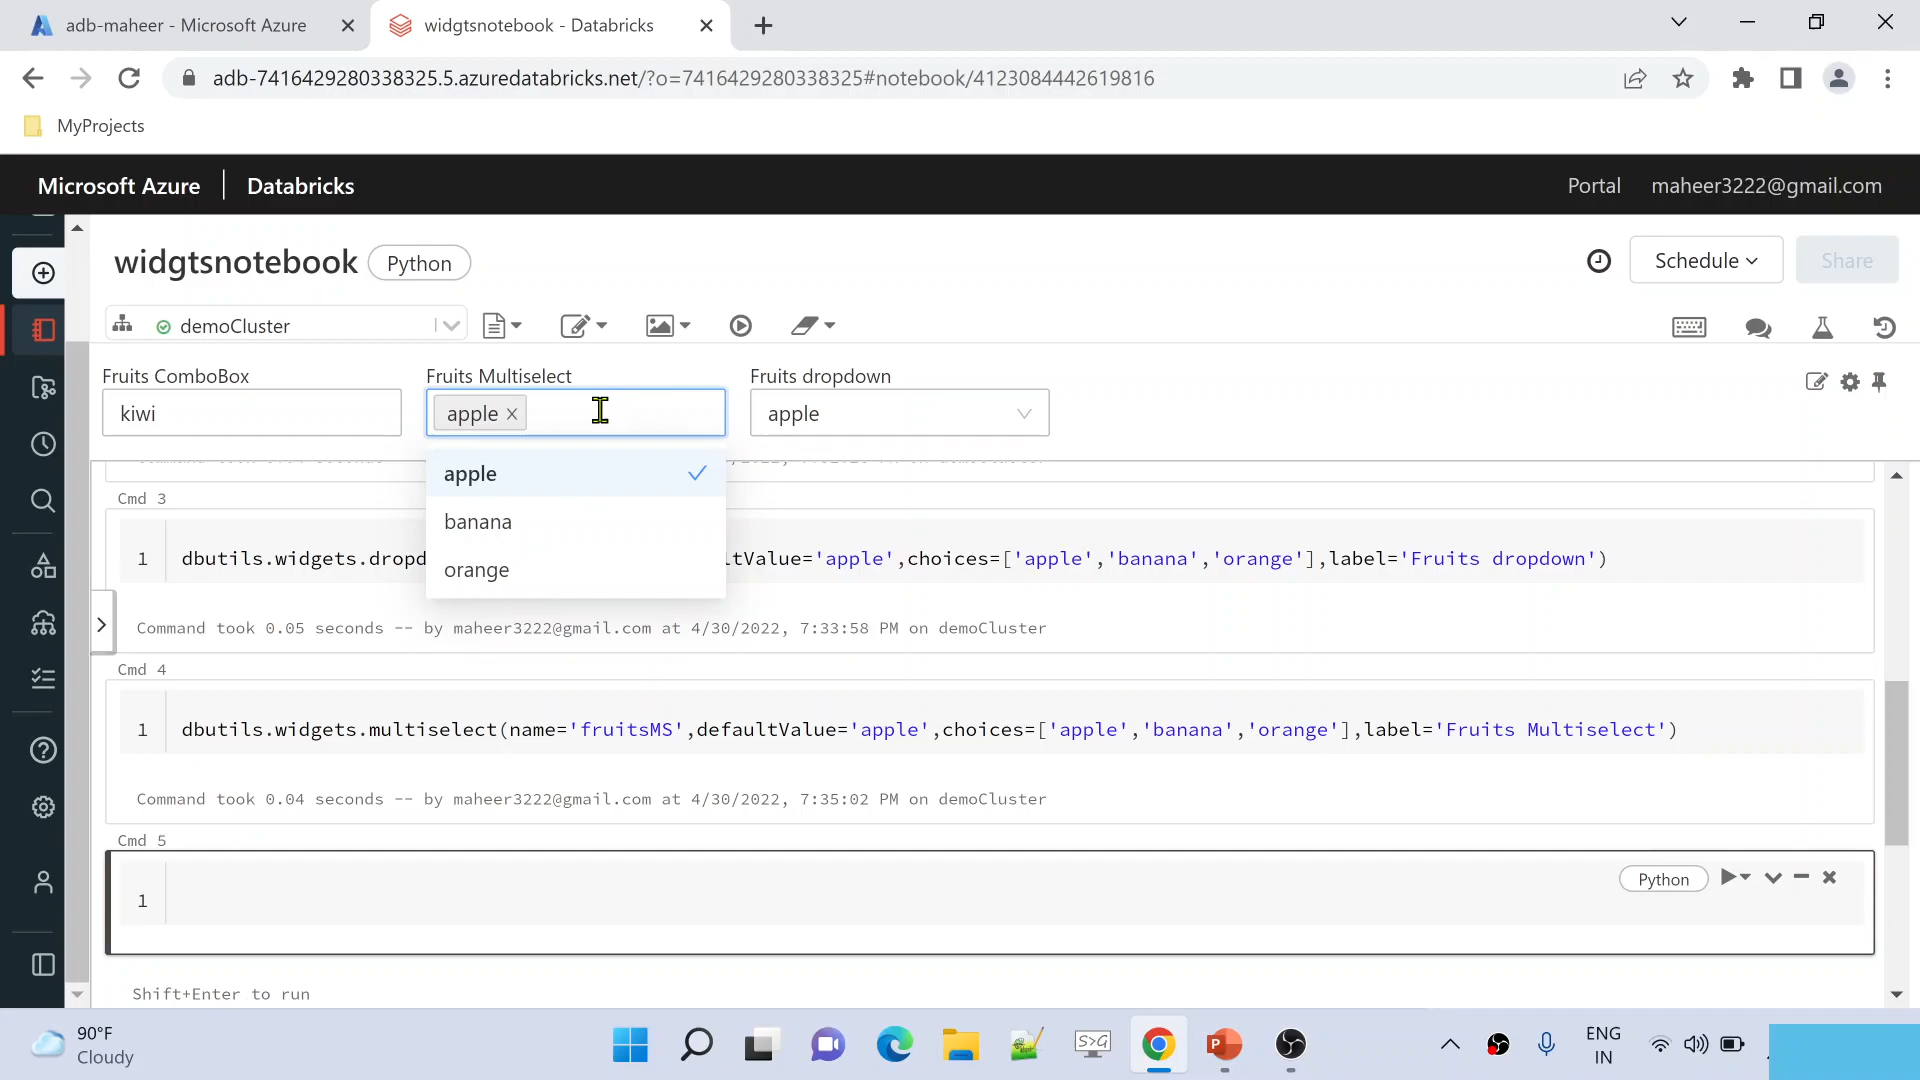 adb-maheer - Microsoft Azure
widgtsnotebook - Databricks
adb-7416429280338325.5.azuredatabricks.net/?o=7416429280338325#notebook/4123084442619816
MyProjects
Microsoft Azure Databricks
Portal maheer3222@gmail.com
widgtsnotebook Python
Schedule Share
demoCluster
Fruits ComboBox Fruits Multiselect Fruits dropdown
kiwi apple apple
apple
banana
orange
Cmd 3
1 dbutils.widgets.dropd ltValue='apple',choices=['apple','banana','orange'],label='Fruits dropdown')
Command took 0.05 seconds -- by maheer3222@gmail.com at 4/30/2022, 7:33:58 PM on demoCluster
Cmd 4
1 dbutils.widgets.multiselect(name='fruitsMS',defaultValue='apple',choices=['apple','banana','orange'],label='Fruits Multiselect')
Command took 0.04 seconds -- by maheer3222@gmail.com at 4/30/2022, 7:35:02 PM on demoCluster
Cmd 5
Python
1
Shift+Enter to run
90°F
Cloudy
S>G
P
ENG
IN